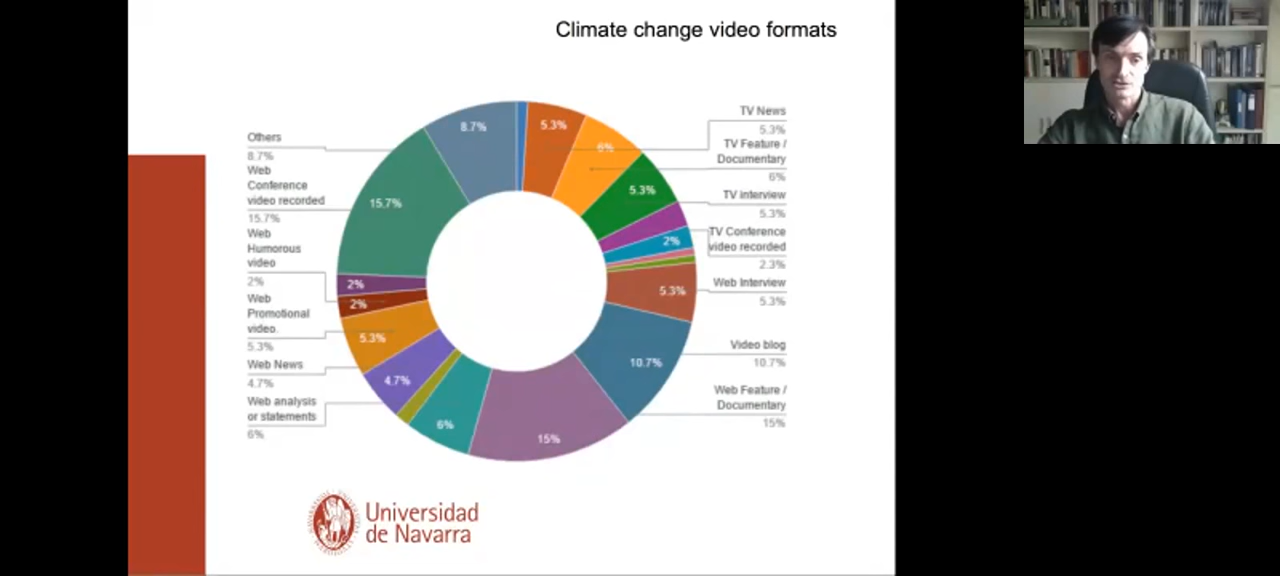 Climate change video formats
Others
8.7%
Web
Conference
video recorded
15.7%
Web
Humorous
video
2%
Web
Promotional
video.
5.3%
Web News
4.7%
Web analysis
or statements
6%
8.7%
5.3%
6%
5.3%
2%
5.3%
10.7%
15%
6%
4.7%
5.3%
2%
2%
15.7%
TV News
5.3%
TV Feature /
Documentary
6%
TV interview
5.3%
TV Conference
video recorded
2.3%
Web Interview
5.3%
Video blog
10.7%
Web Feature /
Documentary
15%
Universidad
de Navarra